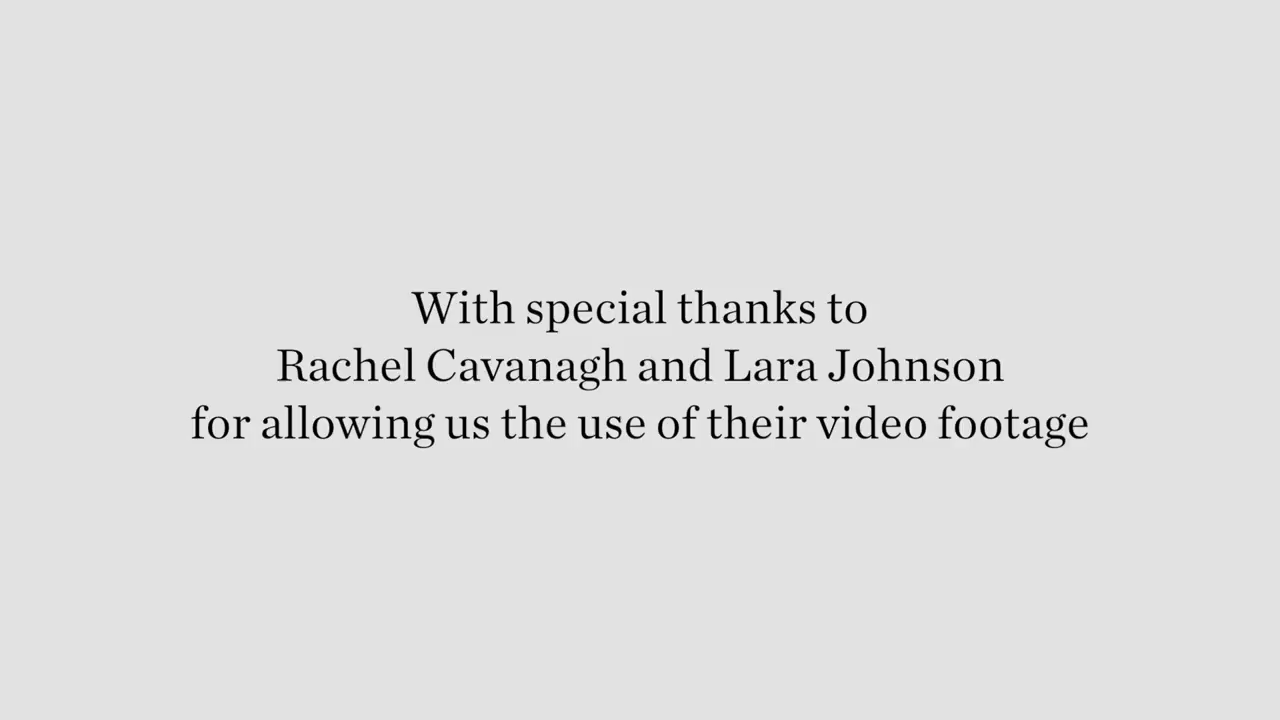 With special thanks to
Rachel Cavanagh and Lara Johnson
for allowing us the use of their video footage